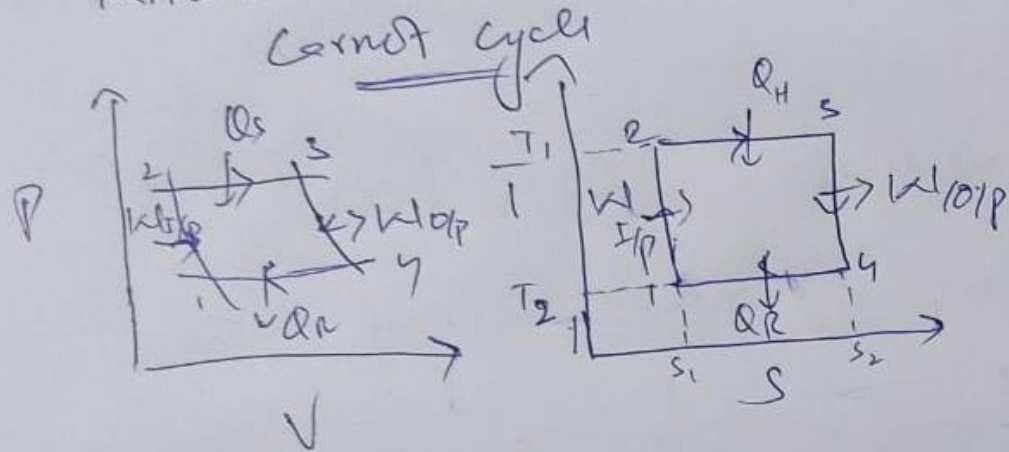 Carnot cycle
P
V
Qs
2
3
W I/p
W O/p
1
4
QR
T1
T2
2
QH
3
W
I/p
W O/p
1
4
QR
S1
S2
S